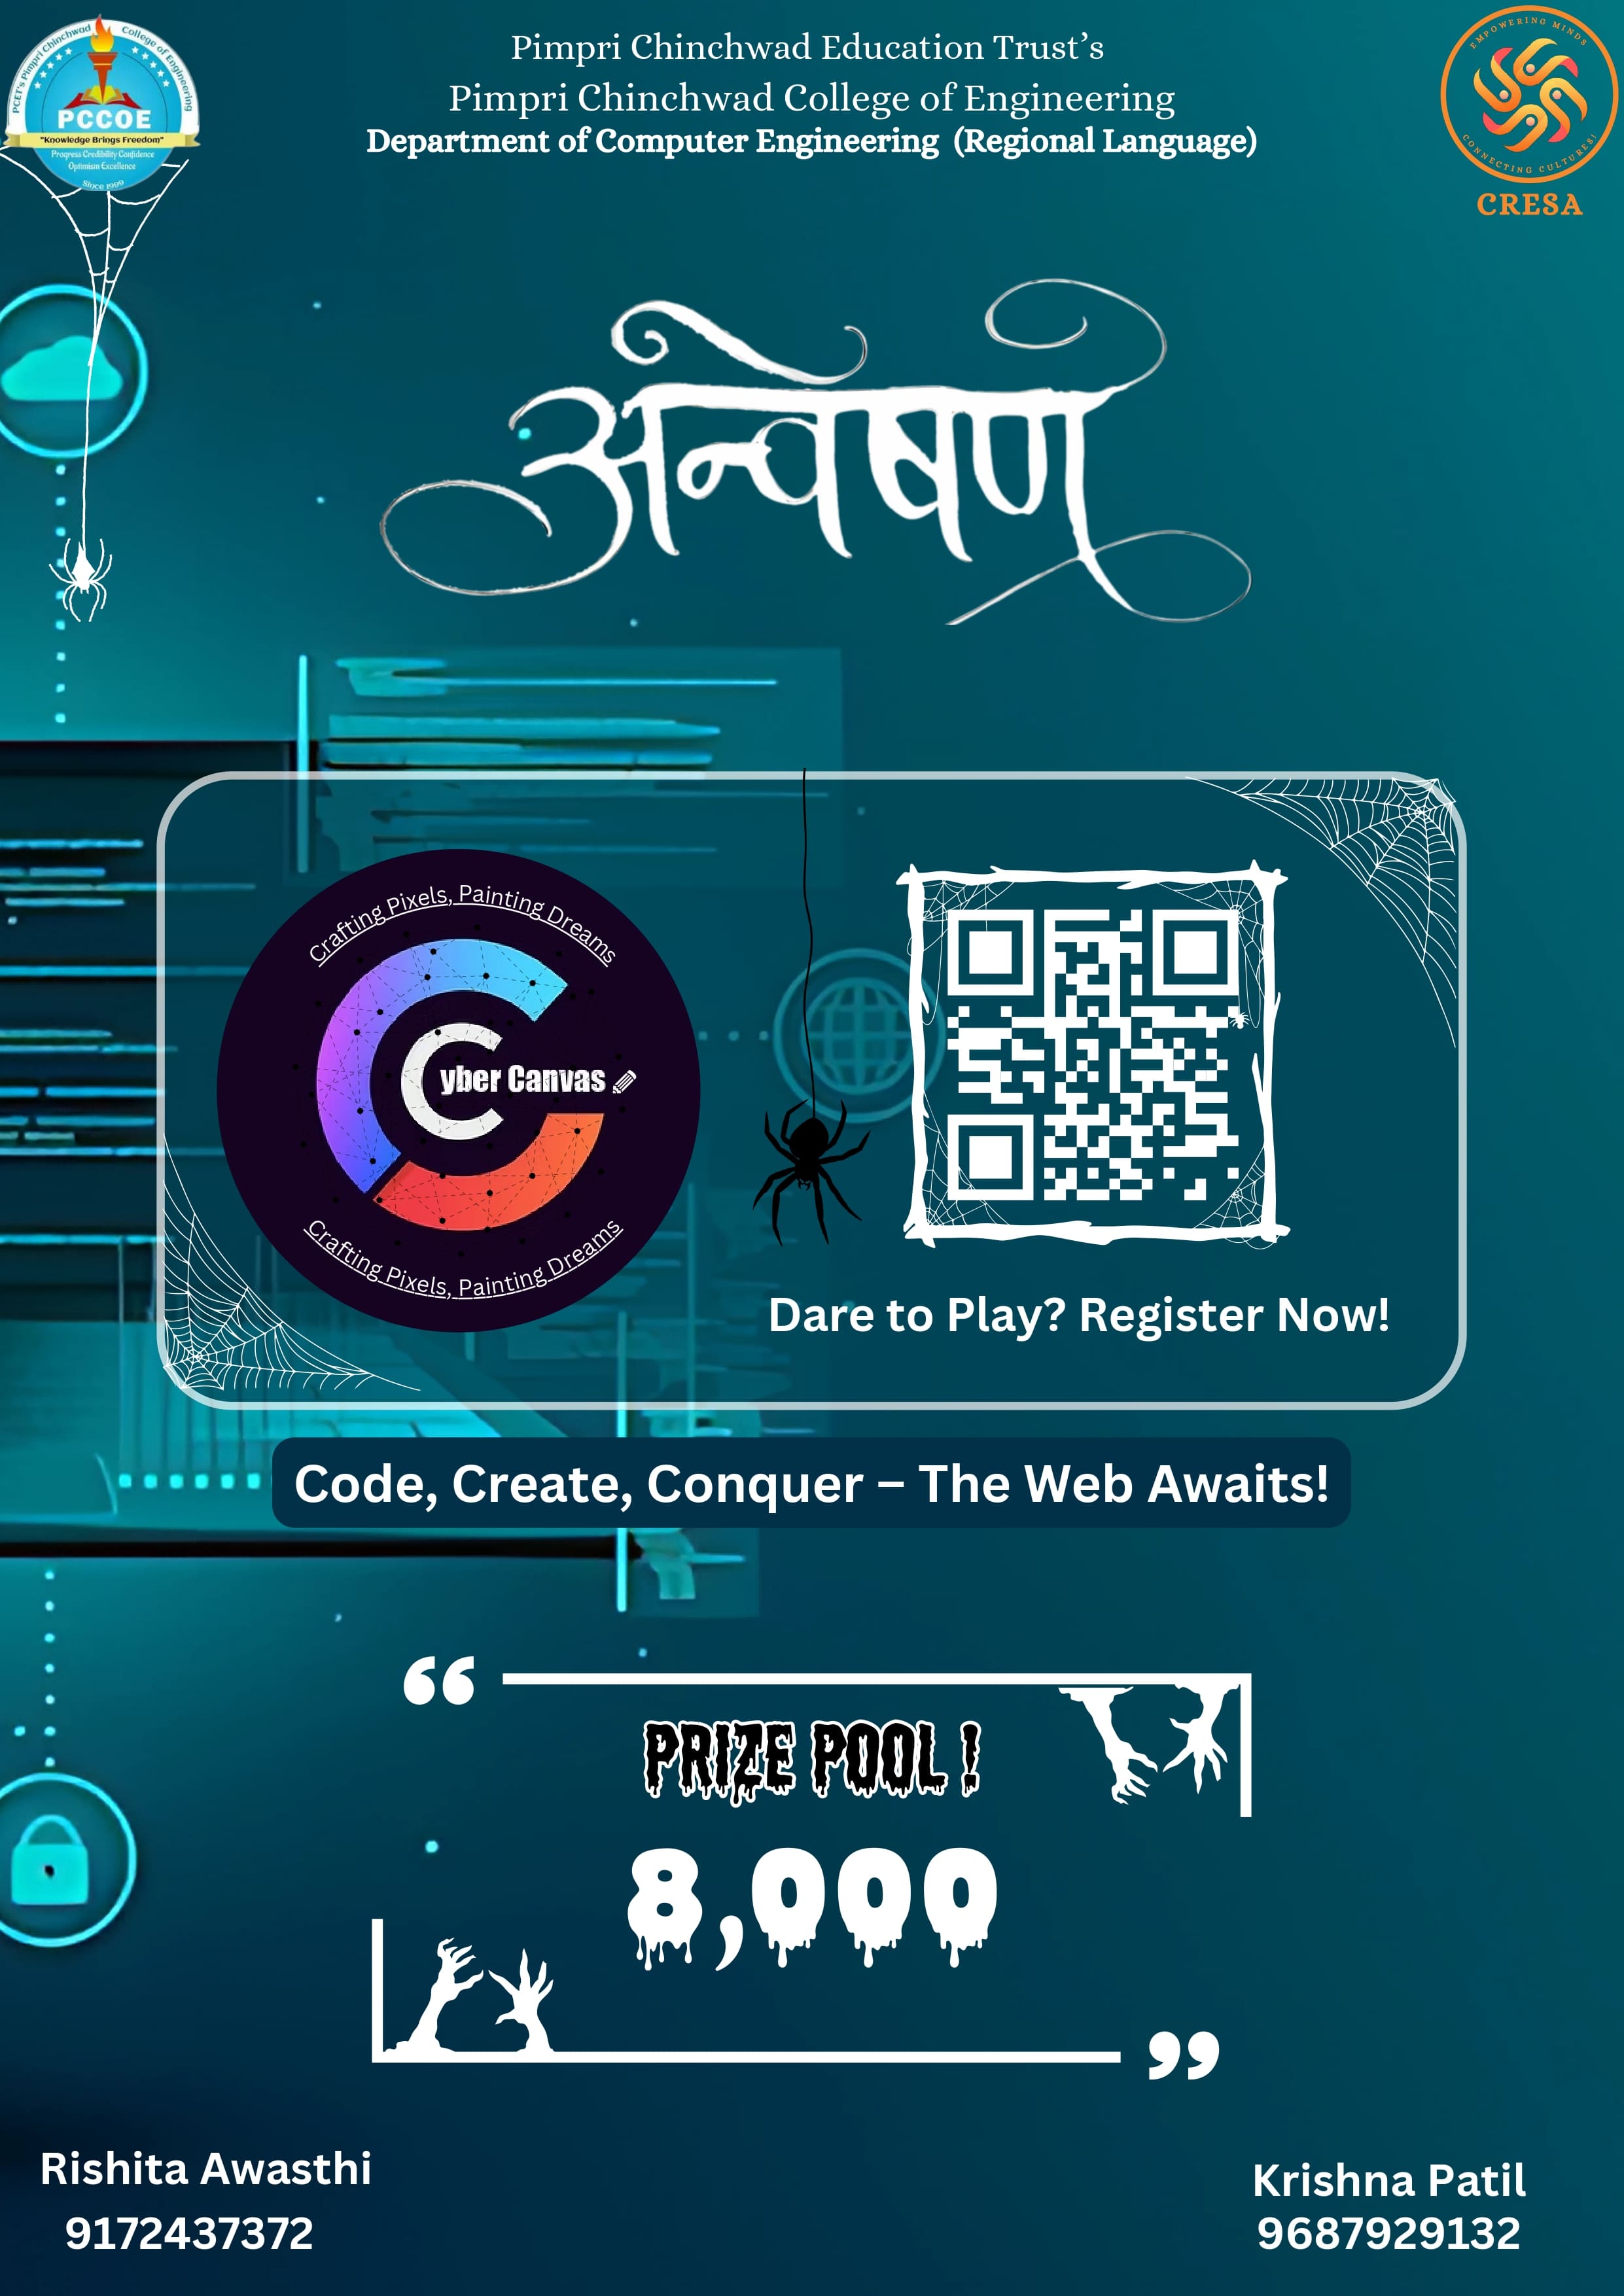 PCET's Pimpri Chinchwad College of Engineering
PCCOE
"Knowledge Brings Freedom"
Progress Credibility Confidence
Optimism Excellence
Since 1999
Pimpri Chinchwad Education Trust's
Pimpri Chinchwad College of Engineering
Department of Computer Engineering (Regional Language)
EMPOWERING MINDS
CONNECTING CULTURES!
CRESA
अन्वेषण
Crafting Pixels, Painting Dreams
Cyber Canvas
Crafting Pixels, Painting Dreams
Dare to Play? Register Now!
Code, Create, Conquer – The Web Awaits!
“
PRIZE POOL !
8,000
”
Rishita Awasthi
9172437372
Krishna Patil
9687929132